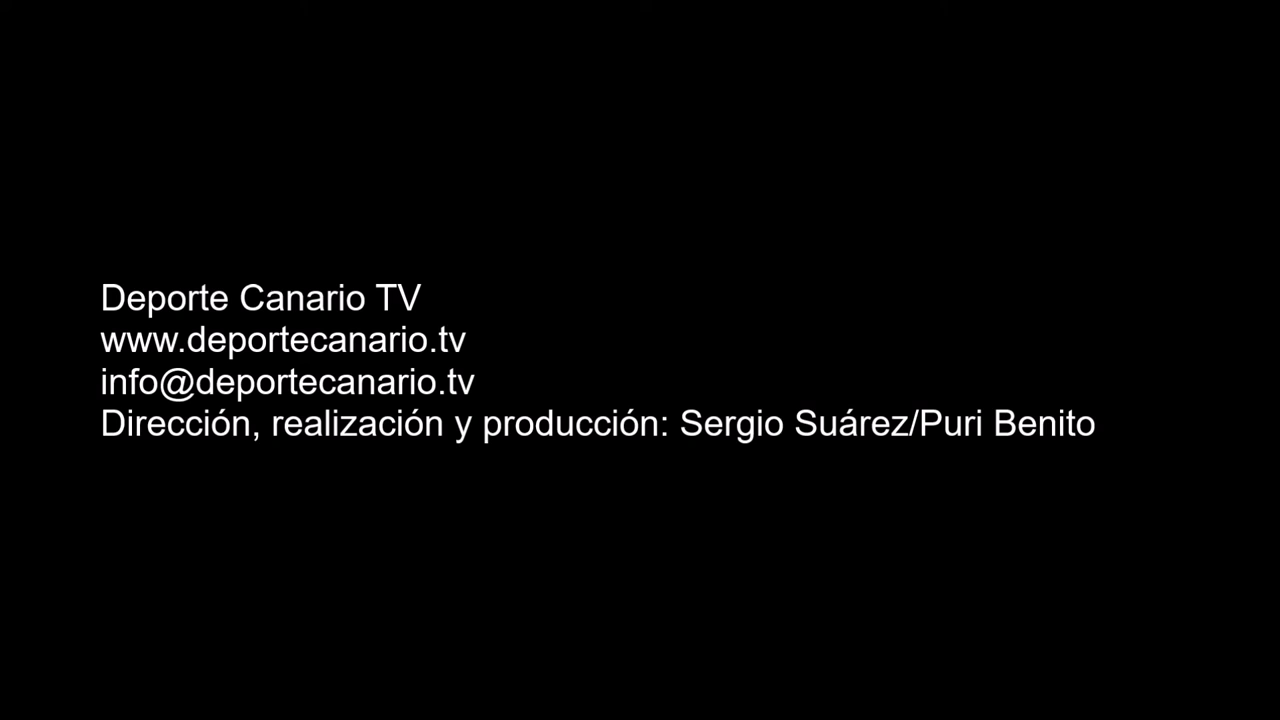 Deporte Canario TV
www.deportecanario.tv
info@deportecanario.tv
Dirección, realización y producción: Sergio Suárez/Puri Benito